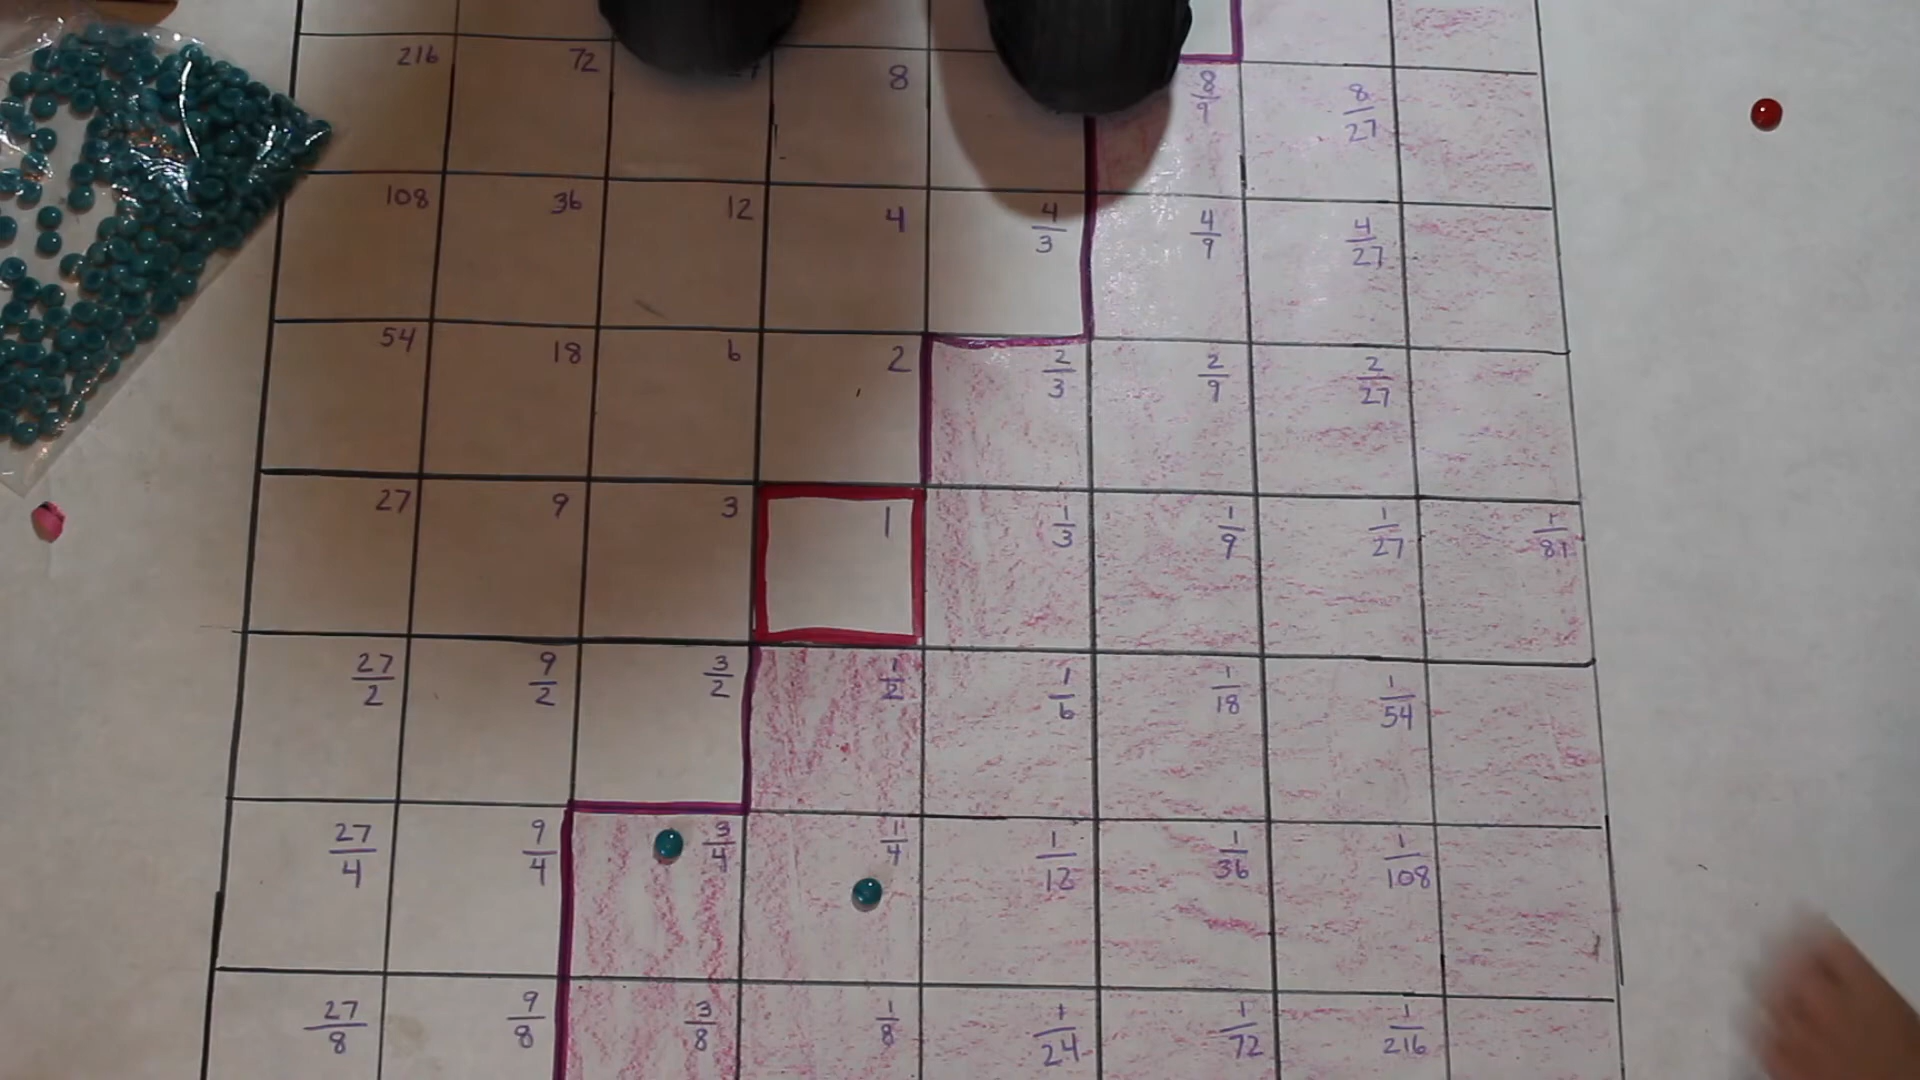 216 72 8 8/9 8/27
108 36 12 4 4/3 4/9 4/27
54 18 6 2 2/3 2/9 2/27
27 9 3 1 1/3 1/9 1/27 1/81
27/2 9/2 3/2 1/2 1/6 1/18 1/54
27/4 9/4 3/4 1/4 1/12 1/36 1/108
27/8 9/8 3/8 1/8 1/24 1/72 1/216